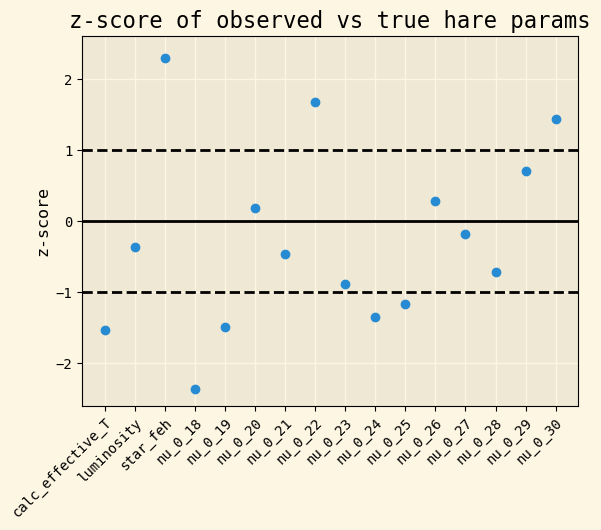 z-score of observed vs true hare params
z-score
2
1
0
−1
−2
calc_effective_T
luminosity
star_feh
nu_0_18
nu_0_19
nu_0_20
nu_0_21
nu_0_22
nu_0_23
nu_0_24
nu_0_25
nu_0_26
nu_0_27
nu_0_28
nu_0_29
nu_0_30